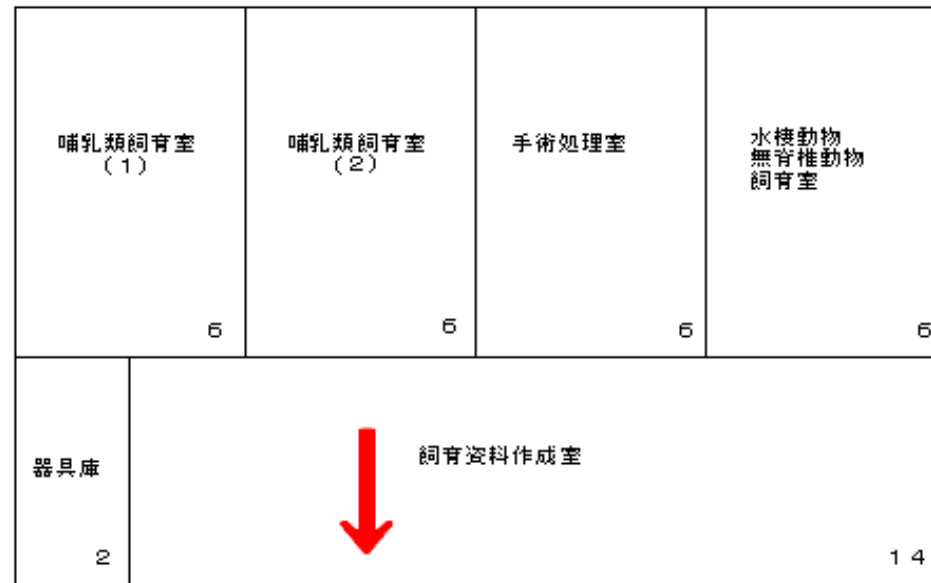 哺乳類飼育室
(1)
6
哺乳類飼育室
(2)
6
手術処理室
6
水棲動物
無脊椎動物
飼育室
6
器具庫
2
飼育資料作成室
14